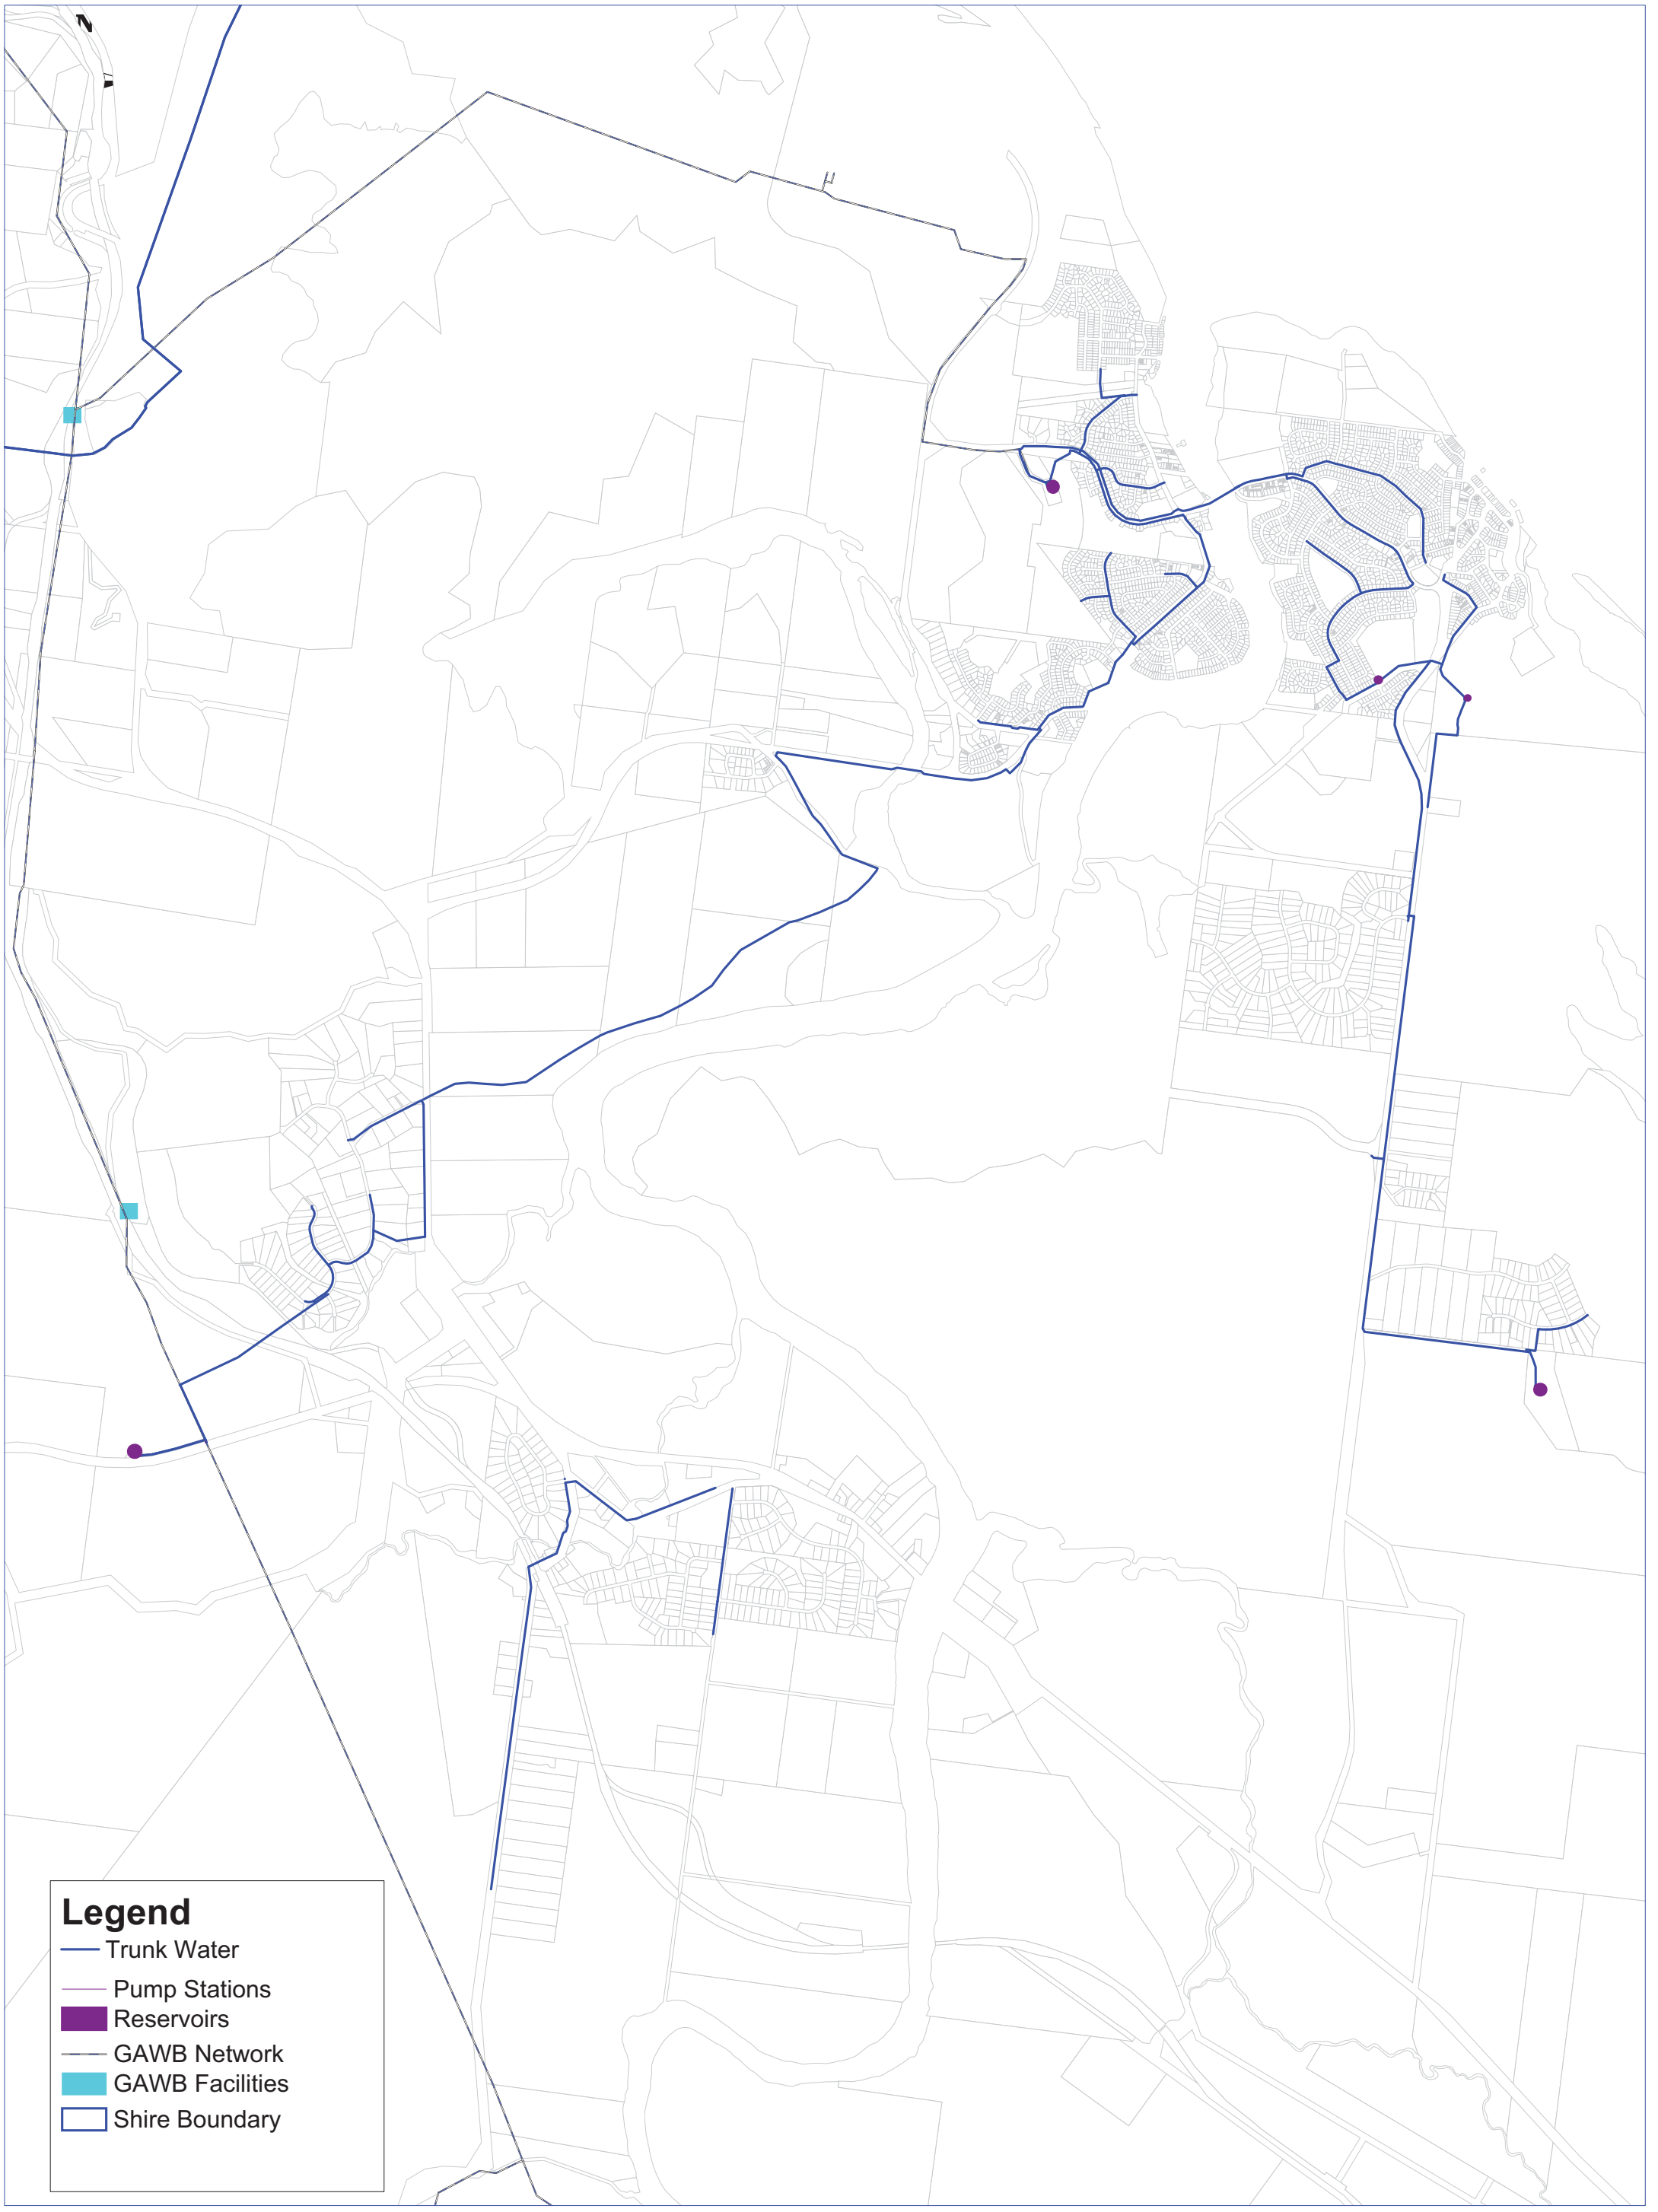 Legend
Trunk Water
Pump Stations
Reservoirs
GAWB Network
GAWB Facilities
Shire Boundary